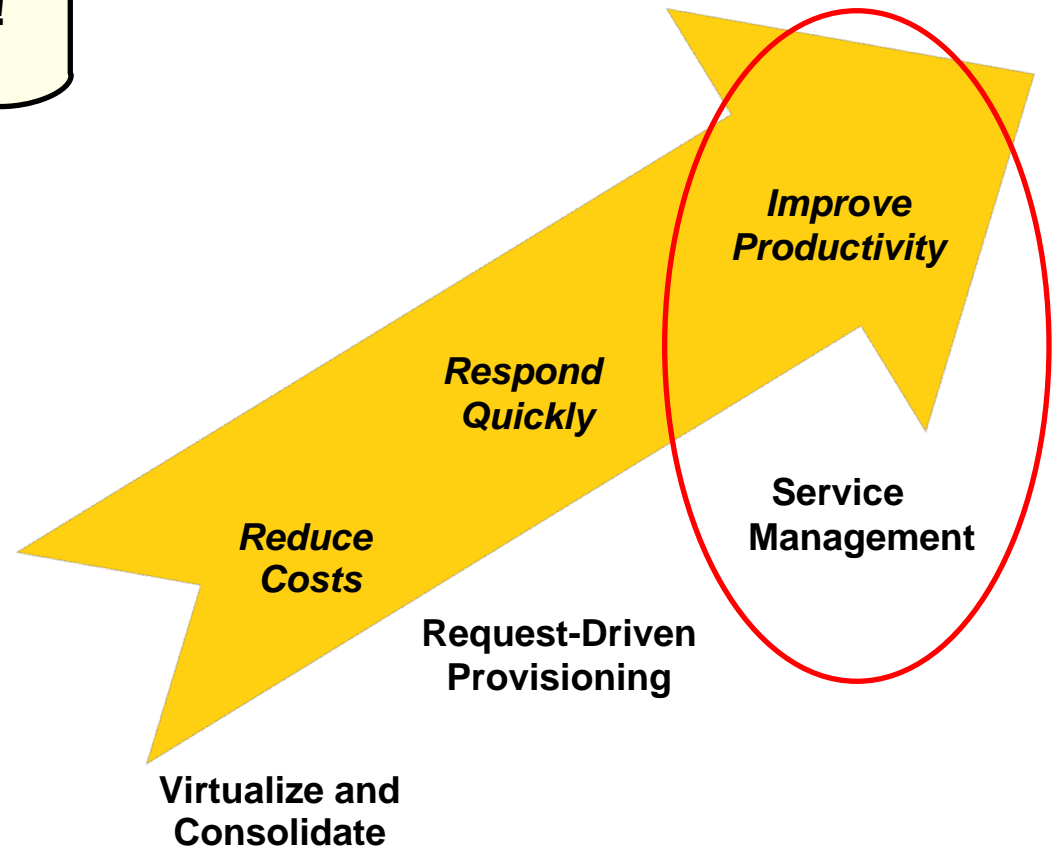 !
Improve
Productivity
Respond
Quickly
Service
Management
Reduce
Costs
Request-Driven
Provisioning
Virtualize and
Consolidate